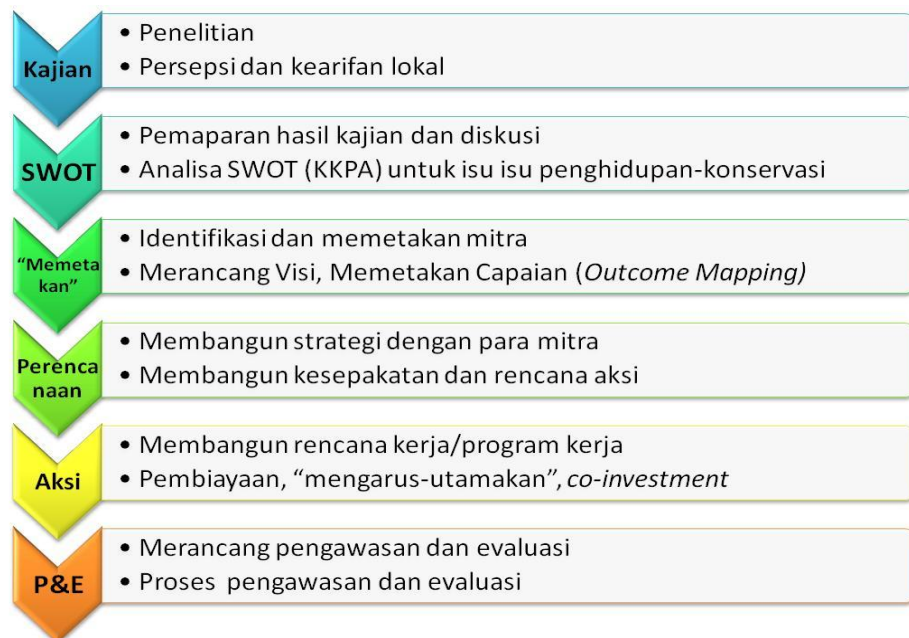 Kajian
• Penelitian
• Persepsi dan kearifan lokal
SWOT
• Pemaparan hasil kajian dan diskusi
• Analisa SWOT (KKPA) untuk isu isu penghidupan-konservasi
“Memeta
kan”
• Identifikasi dan memetakan mitra
• Merancang Visi, Memetakan Capaian (Outcome Mapping)
Perenca
naan
• Membangun strategi dengan para mitra
• Membangun kesepakatan dan rencana aksi
Aksi
• Membangun rencana kerja/program kerja
• Pembiayaan, “mengarus-utamakan”, co-investment
P&E
• Merancang pengawasan dan evaluasi
• Proses pengawasan dan evaluasi